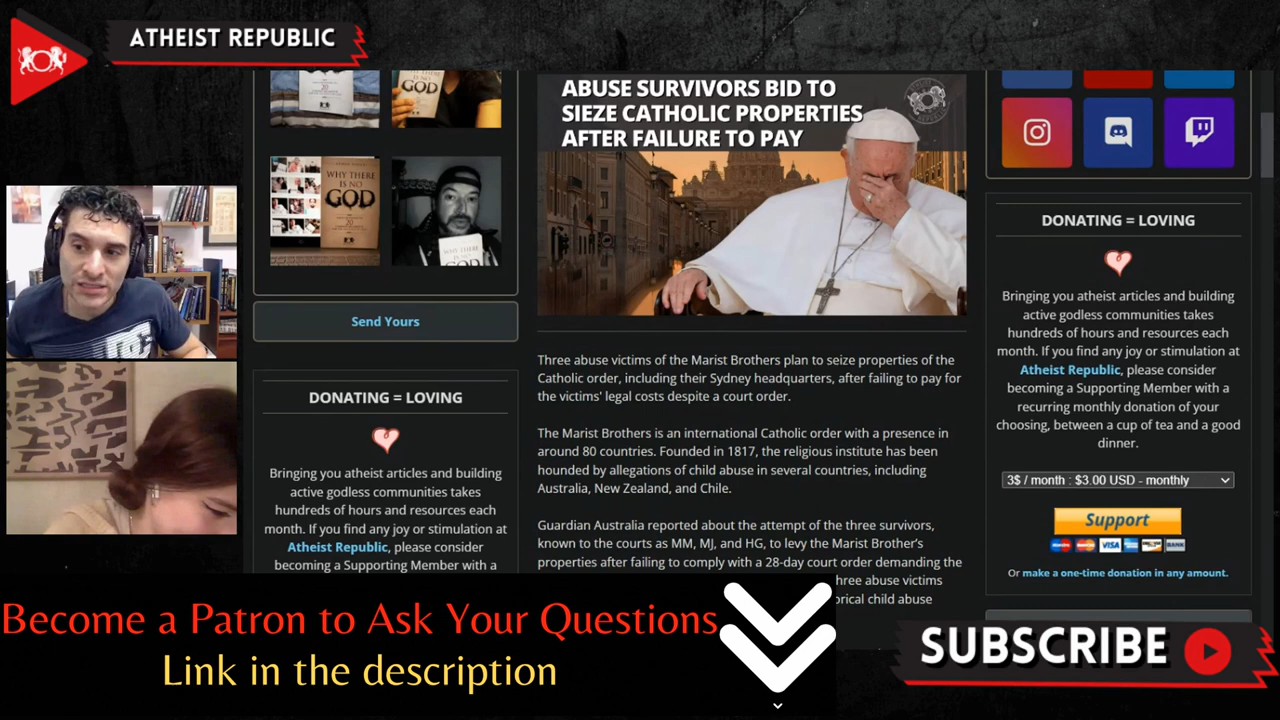 ATHEIST REPUBLIC
WHY THERE
IS NO
GOD
Send Yours
DONATING = LOVING
Bringing you atheist articles and building
active godless communities takes
hundreds of hours and resources each
month. If you find any joy or stimulation at
Atheist Republic, please consider
becoming a Supporting Member with a
ABUSE SURVIVORS BID TO
SIEZE CATHOLIC PROPERTIES
AFTER FAILURE TO PAY
Three abuse victims of the Marist Brothers plan to seize properties of the
Catholic order, including their Sydney headquarters, after failing to pay for
the victims' legal costs despite a court order.
The Marist Brothers is an international Catholic order with a presence in
around 80 countries. Founded in 1817, the religious institute has been
hounded by allegations of child abuse in several countries, including
Australia, New Zealand, and Chile.
Guardian Australia reported about the attempt of the three survivors,
known to the courts as MM, MJ, and HG, to levy the Marist Brother's
properties after failing to comply with a 28-day court order demanding the
three abuse victims
child abuse
DONATING = LOVING
Bringing you atheist articles and building
active godless communities takes
hundreds of hours and resources each
month. If you find any joy or stimulation at
Atheist Republic, please consider
becoming a Supporting Member with a
recurring monthly donation of your
choosing, between a cup of tea and a good
dinner.
3$ / month : $3.00 USD - monthly
Support
VISA
BANK
Or make a one-time donation in any amount.
Become a Patron to Ask Your Questions
Link in the description
SUBSCRIBE